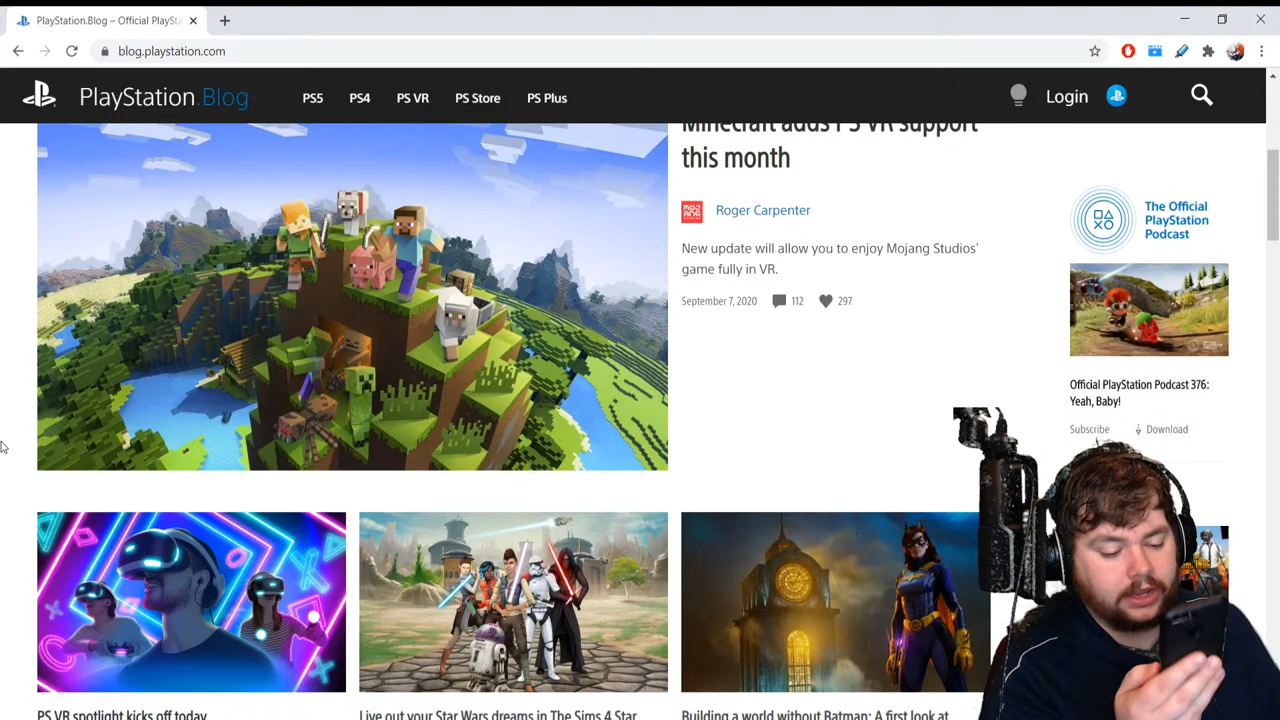 PlayStation.Blog – Official PlaySta
blog.playstation.com
PlayStation.Blog
PS5
PS4
PS VR
PS Store
PS Plus
Login
Minecraft adds PS VR support
this month
MOJ
ANG
Roger Carpenter
New update will allow you to enjoy Mojang Studios'
game fully in VR.
September 7, 2020
112
297
The Official
PlayStation
Podcast
Official PlayStation Podcast 376:
Yeah, Baby!
Subscribe
Download
PS VR spotlight kicks off today
Live out your Star Wars dreams in The Sims 4 Star
Building a world without Batman: A first look at